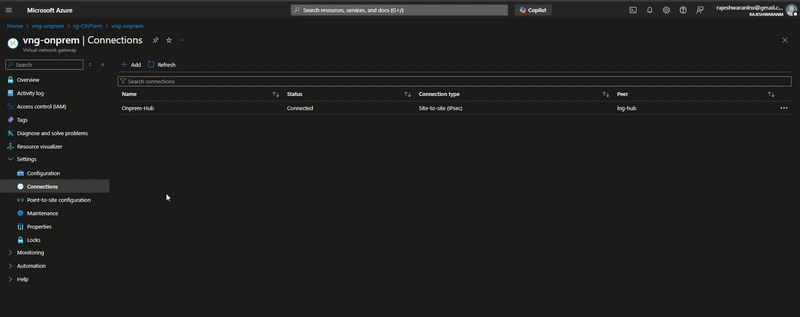 Microsoft Azure
Search resources, services, and docs (G+/)
Copilot
rajeshwaranlnx@gmail.c...
RAJESHWARANM
Home > vng-onprem > rg-OnPrem > vng-onprem
vng-onprem | Connections
Virtual network gateway
Search
Add
Refresh
Search connections
Name Status Connection type Peer
Onprem-Hub Connected Site-to-site (IPsec) lng-hub
Overview
Activity log
Access control (IAM)
Tags
Diagnose and solve problems
Resource visualizer
Settings
Configuration
Connections
Point-to-site configuration
Maintenance
Properties
Locks
Monitoring
Automation
Help